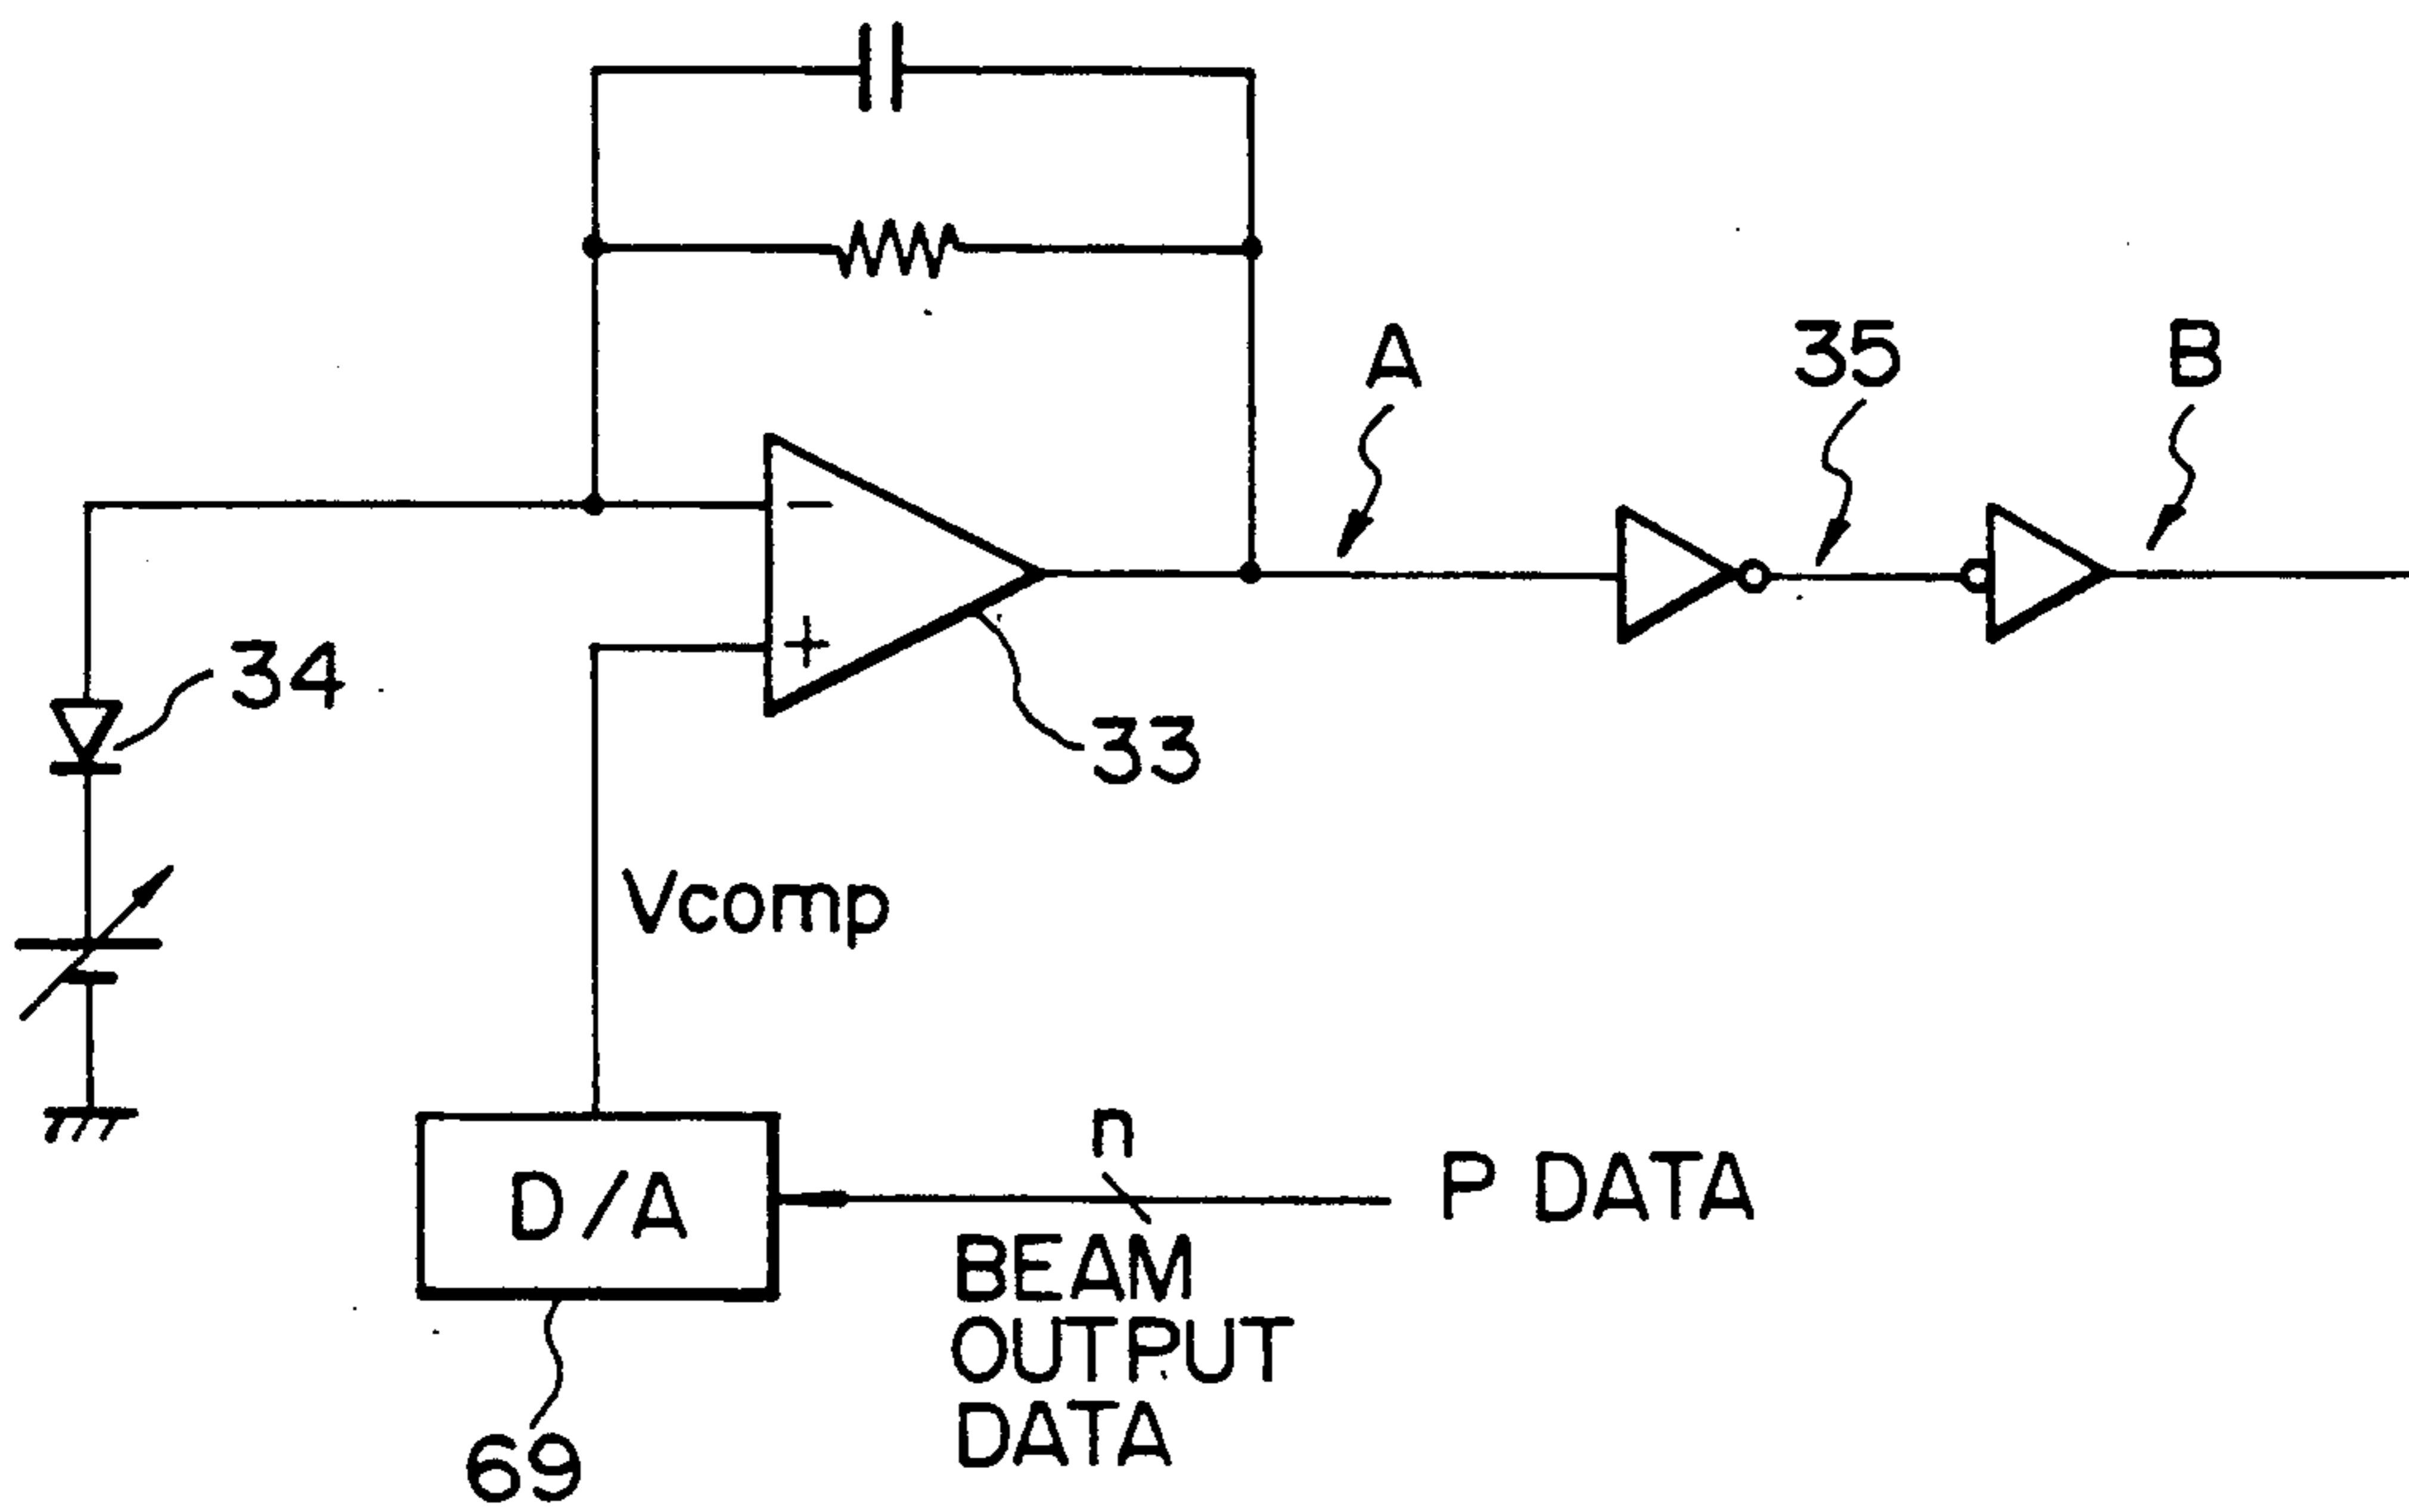 A
35
B
−
+
34
33
Vcomp
n
D/A
P DATA
BEAM
OUTPUT
DATA
69